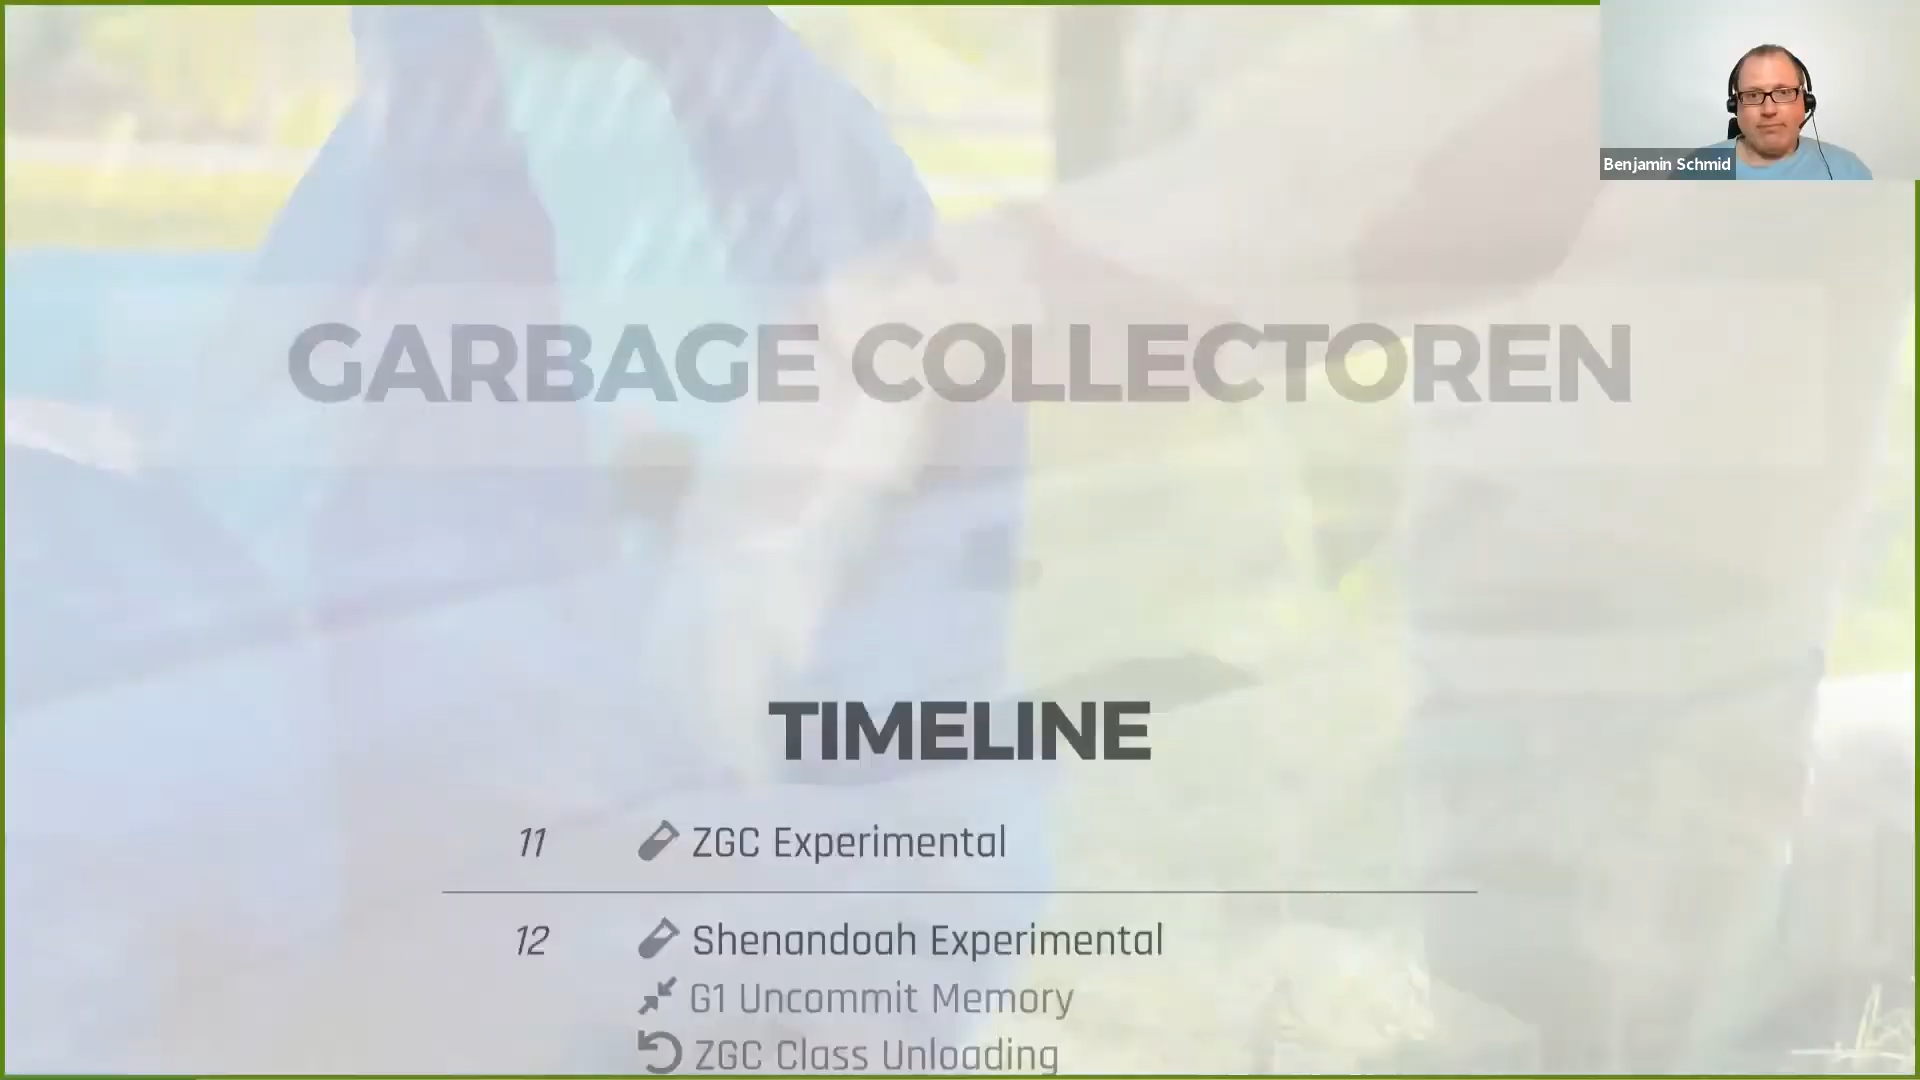 Benjamin Schmid
GARBAGE COLLECTOREN
TIMELINE
11 ZGC Experimental
12 Shenandoah Experimental
G1 Uncommit Memory
ZGC Class Unloading